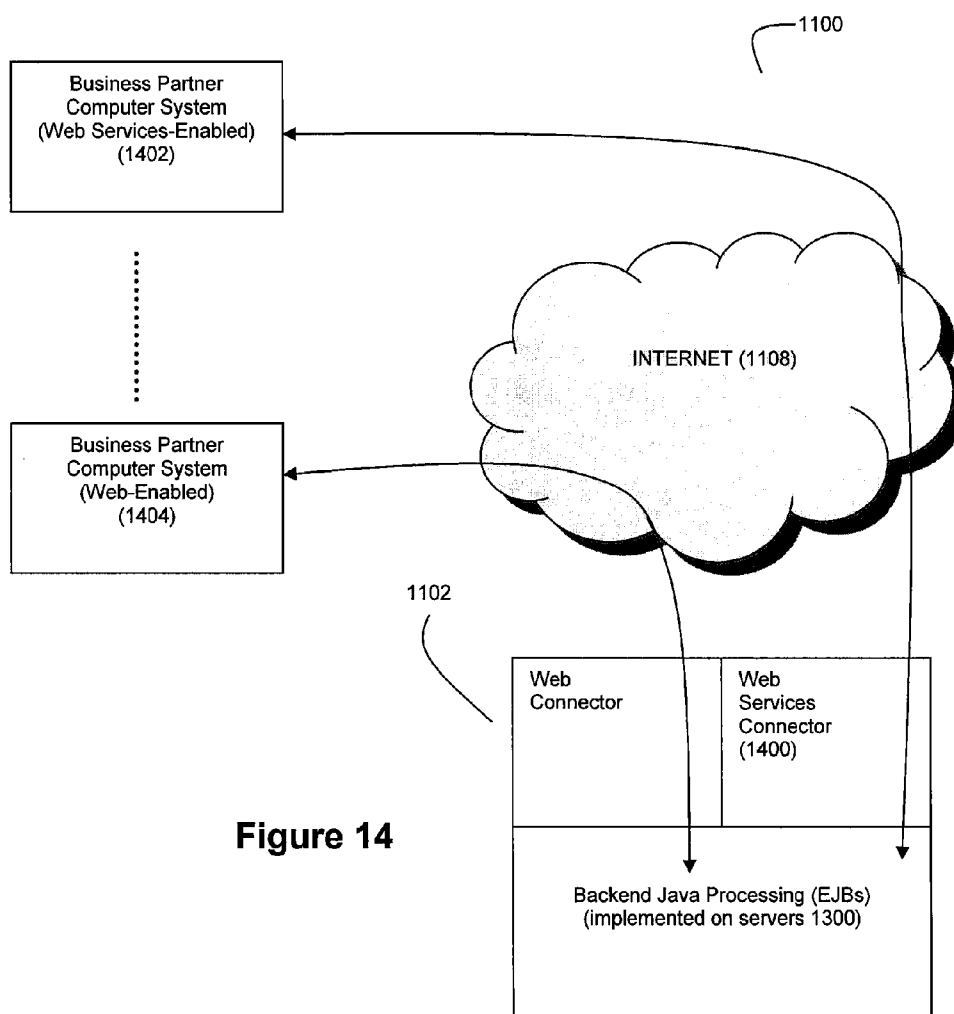 1100
Business Partner
Computer System
(Web Services-Enabled)
(1402)
INTERNET (1108)
Business Partner
Computer System
(Web-Enabled)
(1404)
1102
Web
Connector
Web
Services
Connector
(1400)
Figure 14
Backend Java Processing (EJBs)
(implemented on servers 1300)